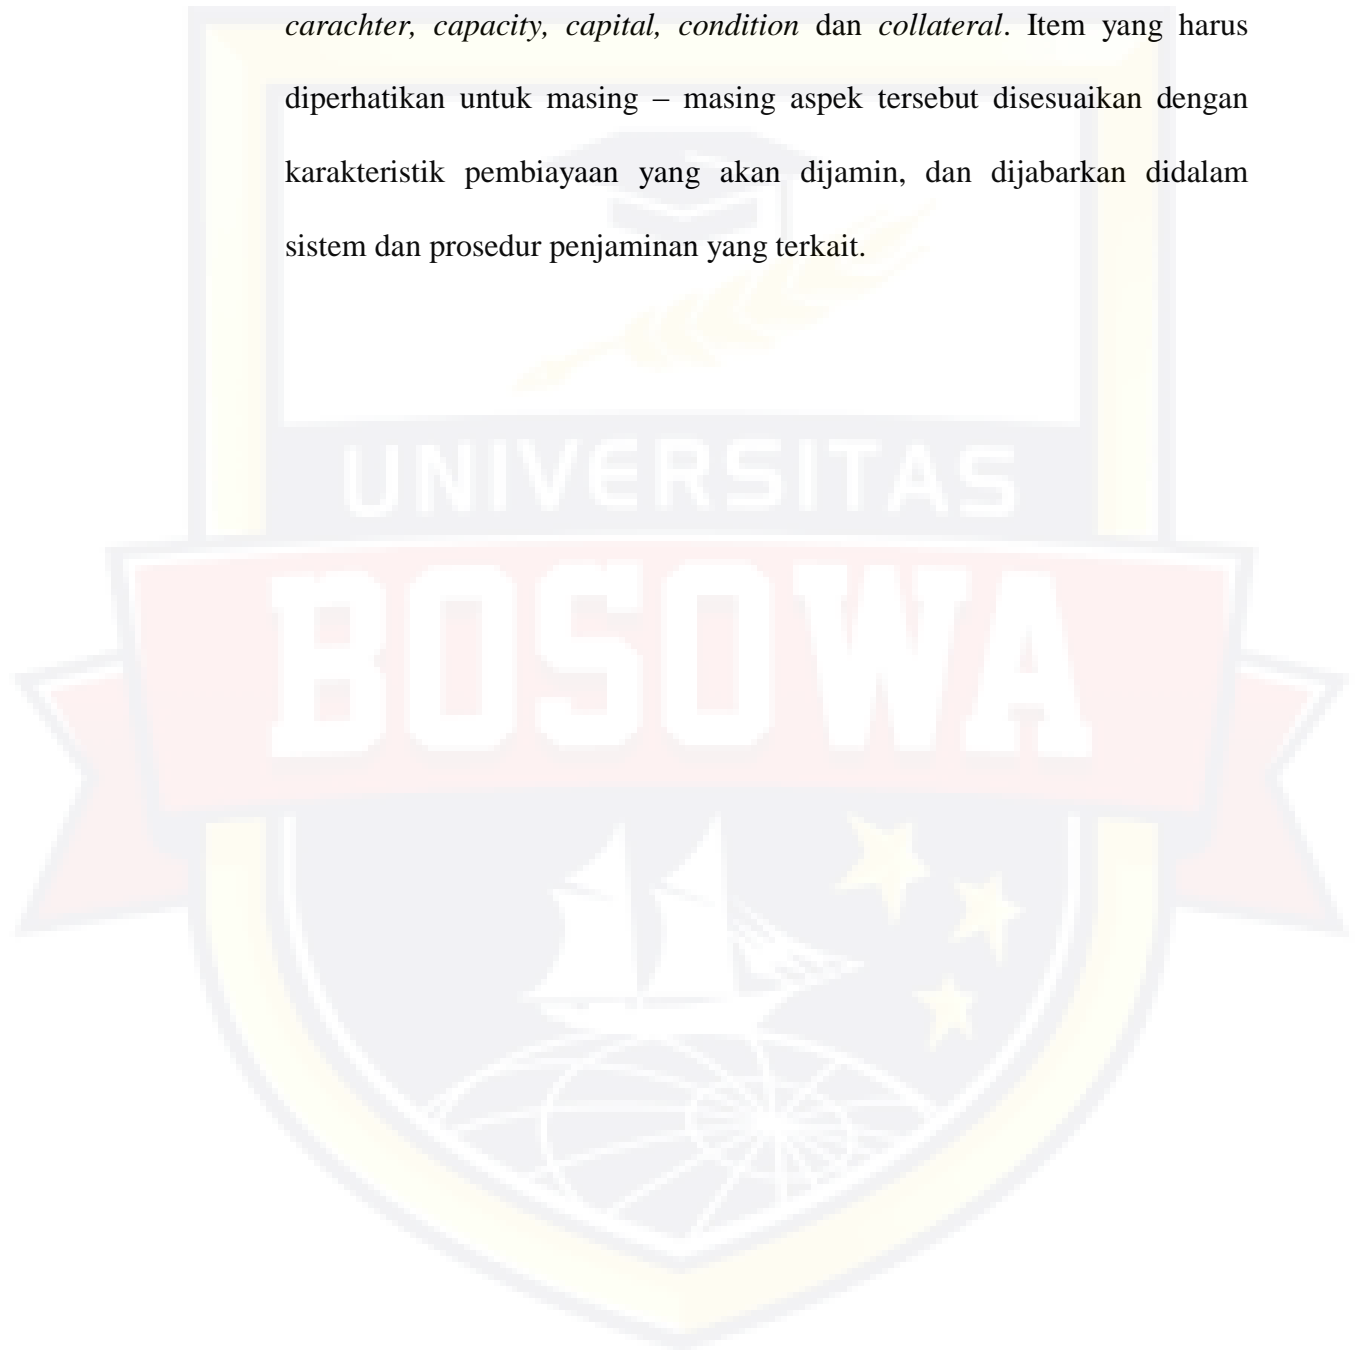 carachter, capacity, capital, condition dan collateral. Item yang harus
diperhatikan untuk masing – masing aspek tersebut disesuaikan dengan
karakteristik pembiayaan yang akan dijamin, dan dijabarkan didalam
sistem dan prosedur penjaminan yang terkait.
UNIVERSITAS
BOSOWA